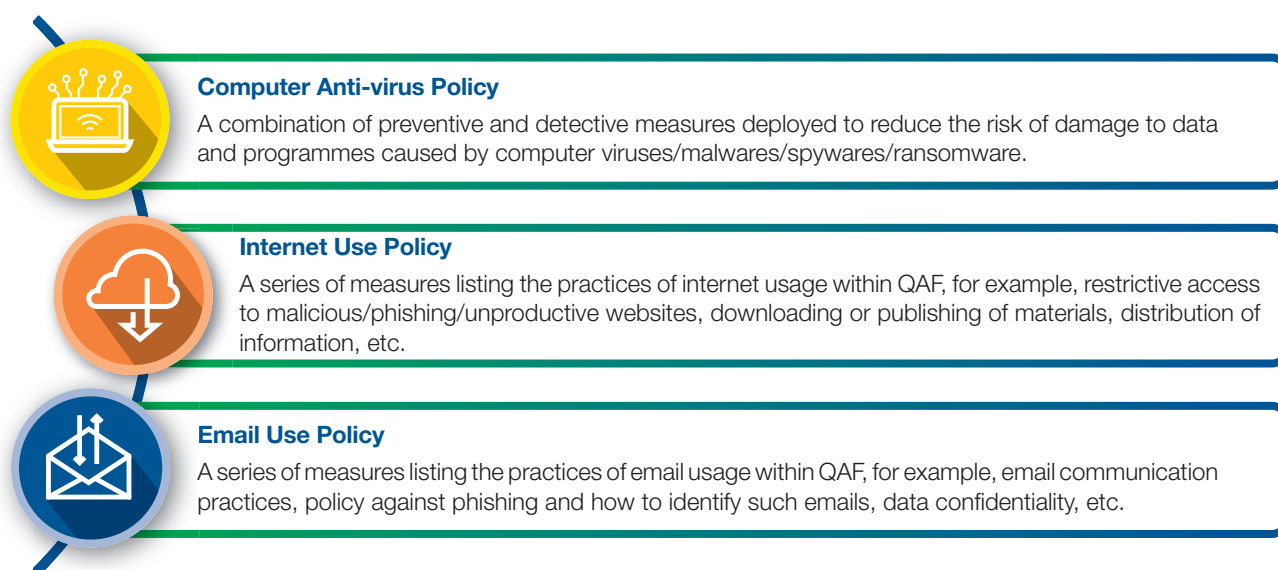 Computer Anti-virus Policy
A combination of preventive and detective measures deployed to reduce the risk of damage to data
and programmes caused by computer viruses/malwares/spywares/ransomware.
Internet Use Policy
A series of measures listing the practices of internet usage within QAF, for example, restrictive access
to malicious/phishing/unproductive websites, downloading or publishing of materials, distribution of
information, etc.
Email Use Policy
A series of measures listing the practices of email usage within QAF, for example, email communication
practices, policy against phishing and how to identify such emails, data confidentiality, etc.